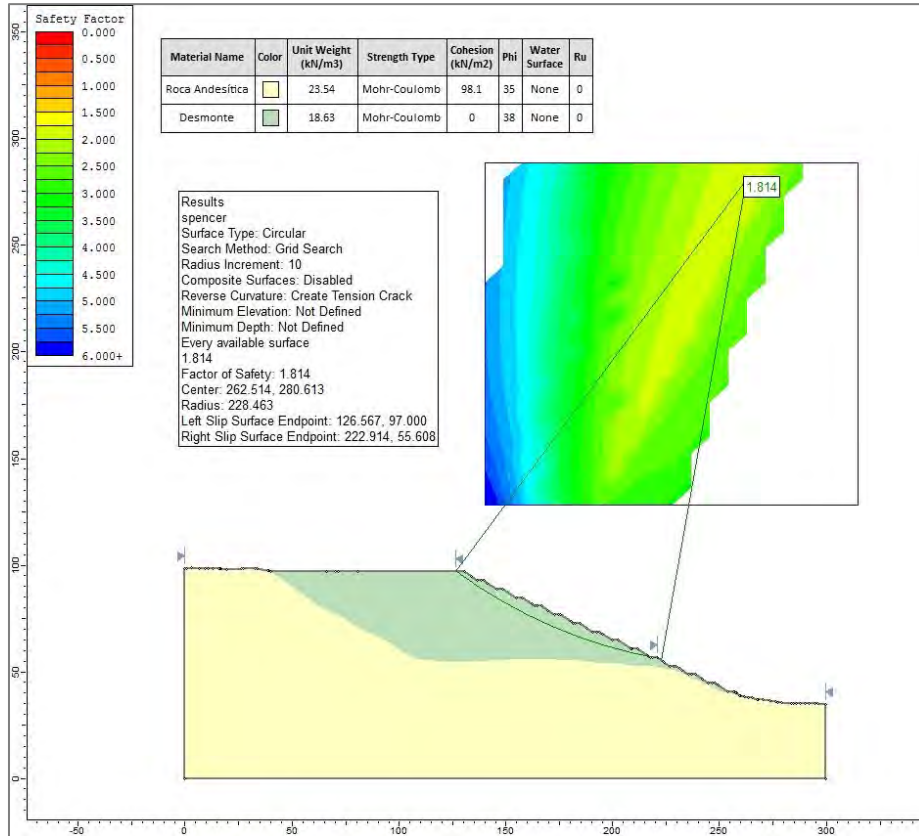 Safety Factor
0.000
0.500
1.000
1.500
2.000
2.500
3.000
3.500
4.000
4.500
5.000
5.500
6.000+
Material Name Color Unit Weight (kN/m3) Strength Type Cohesion (kN/m2) Phi Water Surface Ru
Roca Andesítica 23.54 Mohr-Coulomb 98.1 35 None 0
Desmonte 18.63 Mohr-Coulomb 0 38 None 0
1.814
Results
spencer
Surface Type: Circular
Search Method: Grid Search
Radius Increment: 10
Composite Surfaces: Disabled
Reverse Curvature: Create Tension Crack
Minimum Elevation: Not Defined
Minimum Depth: Not Defined
Every available surface
1.814
Factor of Safety: 1.814
Center: 262.514, 280.613
Radius: 228.463
Left Slip Surface Endpoint: 126.567, 97.000
Right Slip Surface Endpoint: 222.914, 55.608
350
300
250
200
150
100
50
0
-50 0 50 100 150 200 250 300